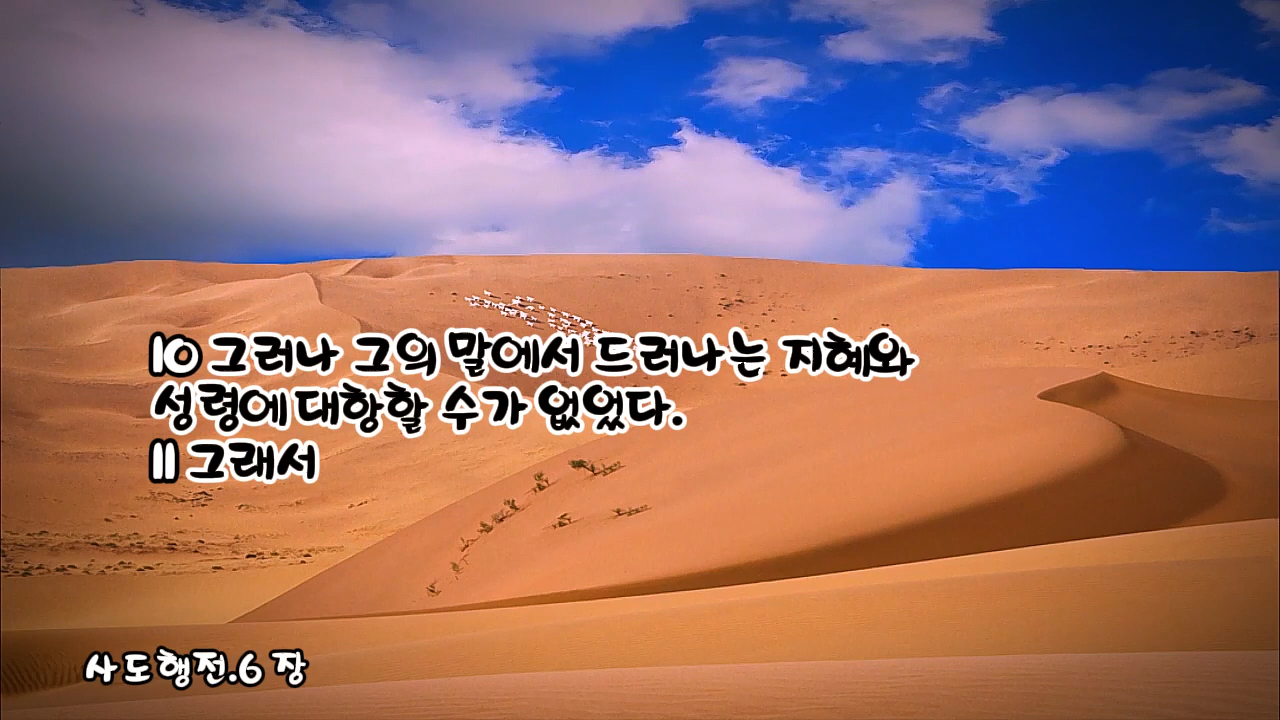 10 그러나 그의 말에서 드러나는 지혜와
성령에 대항할 수가 없었다.
11 그래서
사도행전.6 장